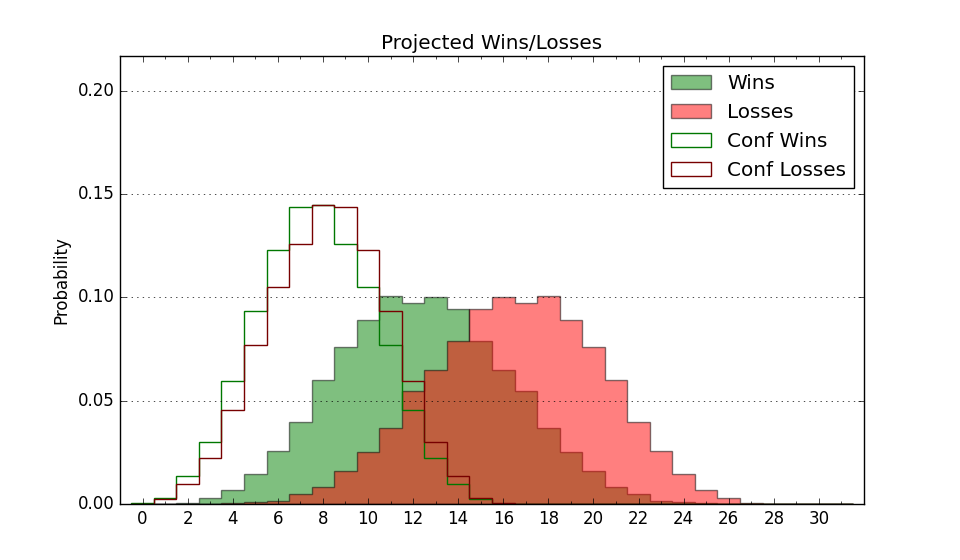 Projected Wins/Losses
Wins
Losses
Conf Wins
Conf Losses
Probability
0.20
0.15
0.10
0.05
0.00
0 2 4 6 8 10 12 14 16 18 20 22 24 26 28 30